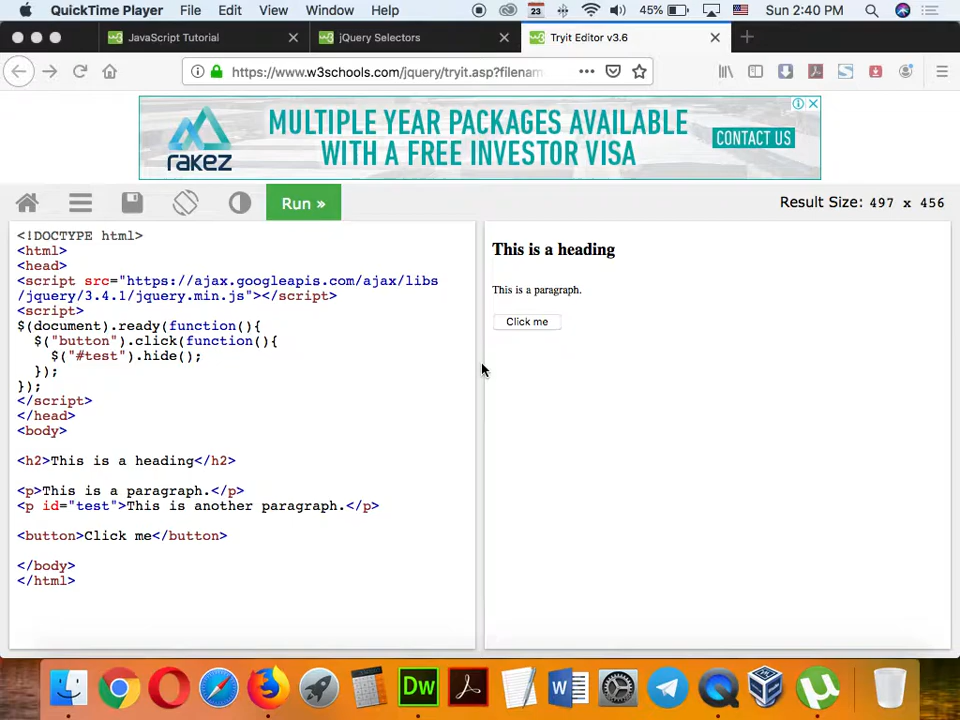 QuickTime Player File Edit View Window Help 23 45% Sun 2:40 PM
JavaScript Tutorial jQuery Selectors Tryit Editor v3.6
https://www.w3schools.com/jquery/tryit.asp?filenam
MULTIPLE YEAR PACKAGES AVAILABLE
WITH A FREE INVESTOR VISA
rakez
CONTACT US
Run »
Result Size: 497 x 456
<!DOCTYPE html>
<html>
<head>
<script src="https://ajax.googleapis.com/ajax/libs
/jquery/3.4.1/jquery.min.js"></script>
<script>
$(document).ready(function(){
  $("button").click(function(){
    $("#test").hide();
  });
});
</script>
</head>
<body>
<h2>This is a heading</h2>
<p>This is a paragraph.</p>
<p id="test">This is another paragraph.</p>
<button>Click me</button>
</body>
</html>
This is a heading
This is a paragraph.
Click me
Dw